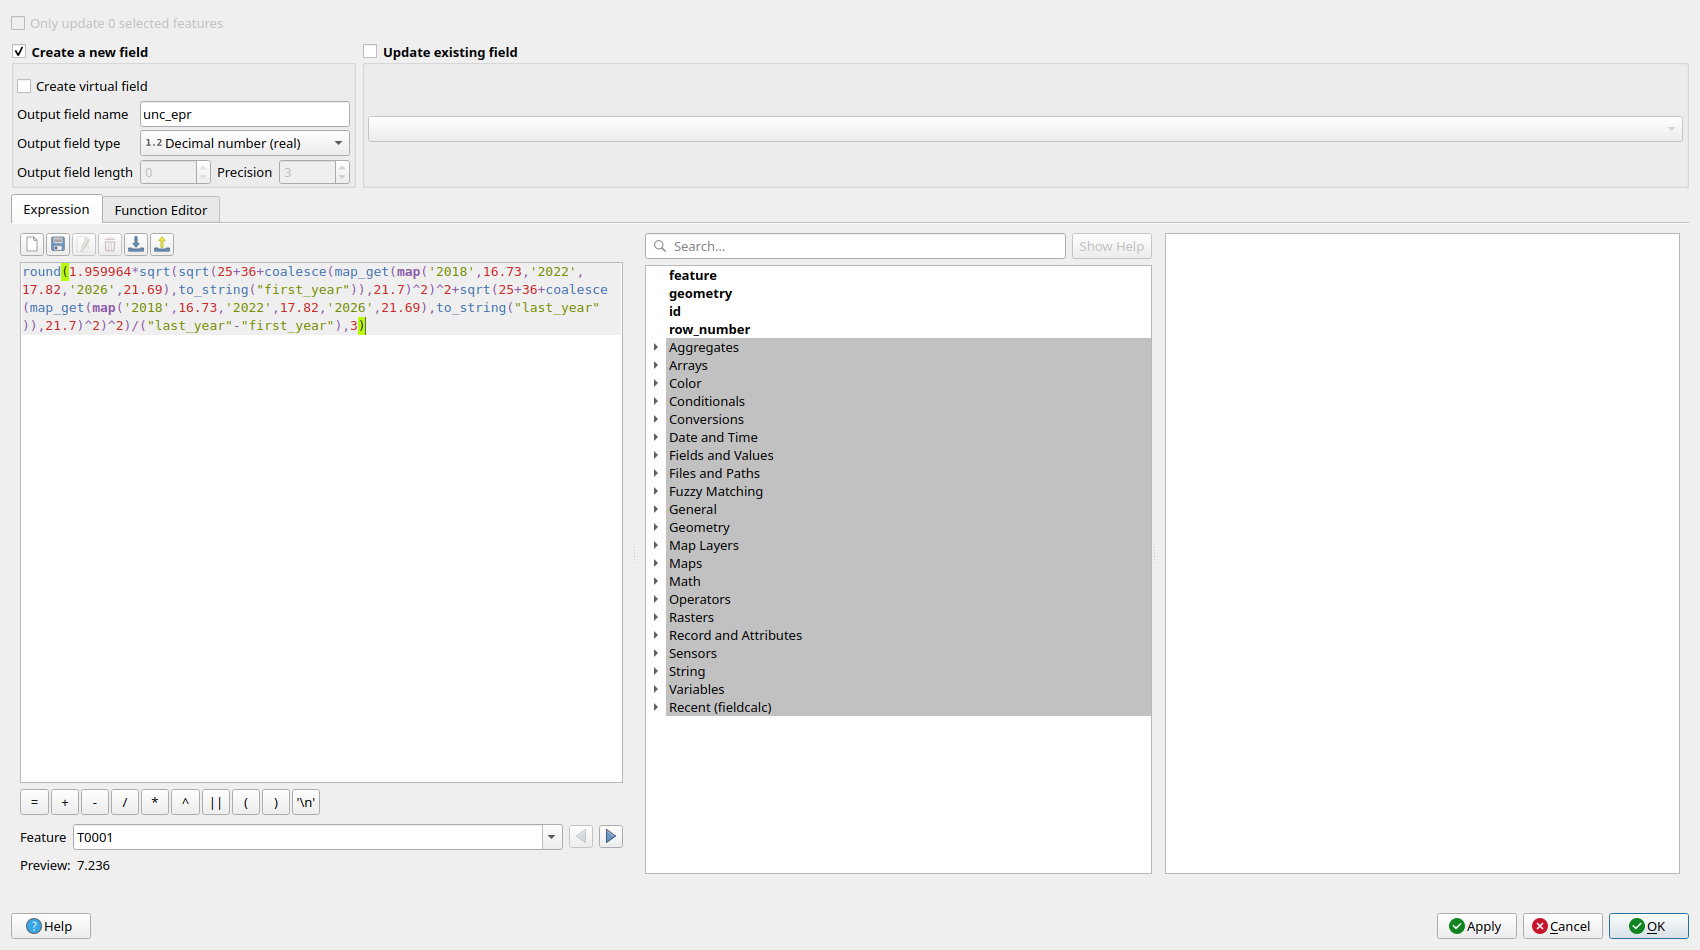 Only update 0 selected features
Create a new field
Update existing field
Create virtual field
Output field name unc_epr
Output field type 1.2 Decimal number (real)
Output field length 0 Precision 3
Expression Function Editor
round(1.959964*sqrt(sqrt(25+36+coalesce(map_get(map('2018',16.73,'2022',
17.82,'2026',21.69),to_string("first_year")),21.7)^2)^2+sqrt(25+36+coalesce
(map_get(map('2018',16.73,'2022',17.82,'2026',21.69),to_string("last_year"
)),21.7)^2)^2)/("last_year"-"first_year"),3)
= + - / * ^ || ( ) '\n'
Feature T0001
Preview: 7.236
Search... Show Help
feature
geometry
id
row_number
Aggregates
Arrays
Color
Conditionals
Conversions
Date and Time
Fields and Values
Files and Paths
Fuzzy Matching
General
Geometry
Map Layers
Maps
Math
Operators
Rasters
Record and Attributes
Sensors
String
Variables
Recent (fieldcalc)
Help Apply Cancel OK